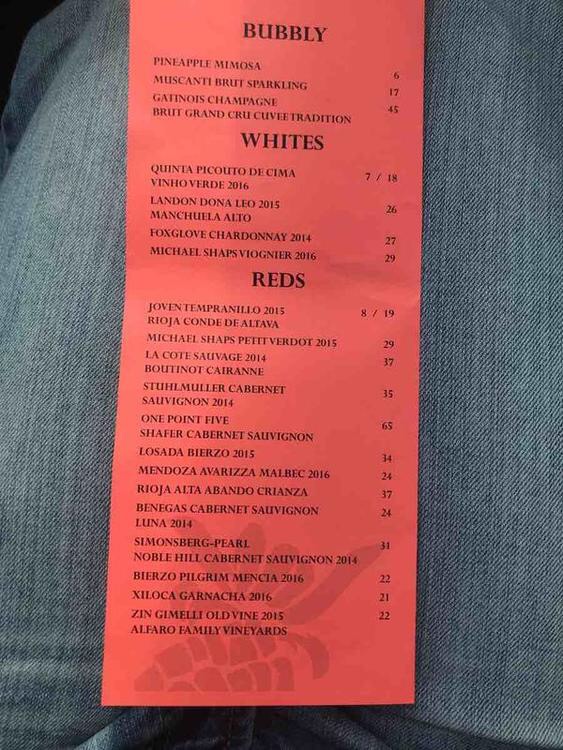 BUBBLY
PINEAPPLE MIMOSA 6
MUSCANTI BRUT SPARKLING 17
GATINOIS CHAMPAGNE 45
BRUT GRAND CRU CUVEE TRADITION
WHITES
QUINTA PICOUTO DE CIMA 7 / 18
VINHO VERDE 2016
LANDON DONA LEO 2015 26
MANCHUELA ALTO
FOXGLOVE CHARDONNAY 2014 27
MICHAEL SHAPS VIOGNIER 2016 29
REDS
JOVEN TEMPRANILLO 2015 8 / 19
RIOJA CONDE DE ALTAVA
MICHAEL SHAPS PETIT VERDOT 2015 29
LA COTE SAUVAGE 2014 37
BOUTINOT CAIRANNE
STUHLMULLER CABERNET 35
SAUVIGNON 2014
ONE POINT FIVE 65
SHAFER CABERNET SAUVIGNON
LOSADA BIERZO 2015 34
MENDOZA AVARIZZA MALBEC 2016 24
RIOJA ALTA ABANDO CRIANZA 37
BENEGAS CABERNET SAUVIGNON 24
LUNA 2014
SIMONSBERG-PEARL 31
NOBLE HILL CABERNET SAUVIGNON 2014
BIERZO PILGRIM MENCIA 2016 22
XILOCA GARNACHA 2016 21
ZIN GIMELLI OLD VINE 2015 22
ALFARO FAMILY VINEYARDS